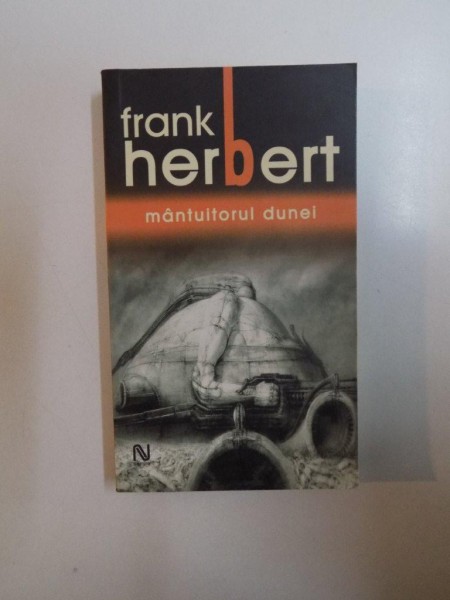 frank
herbert
mântuitorul dunei
N